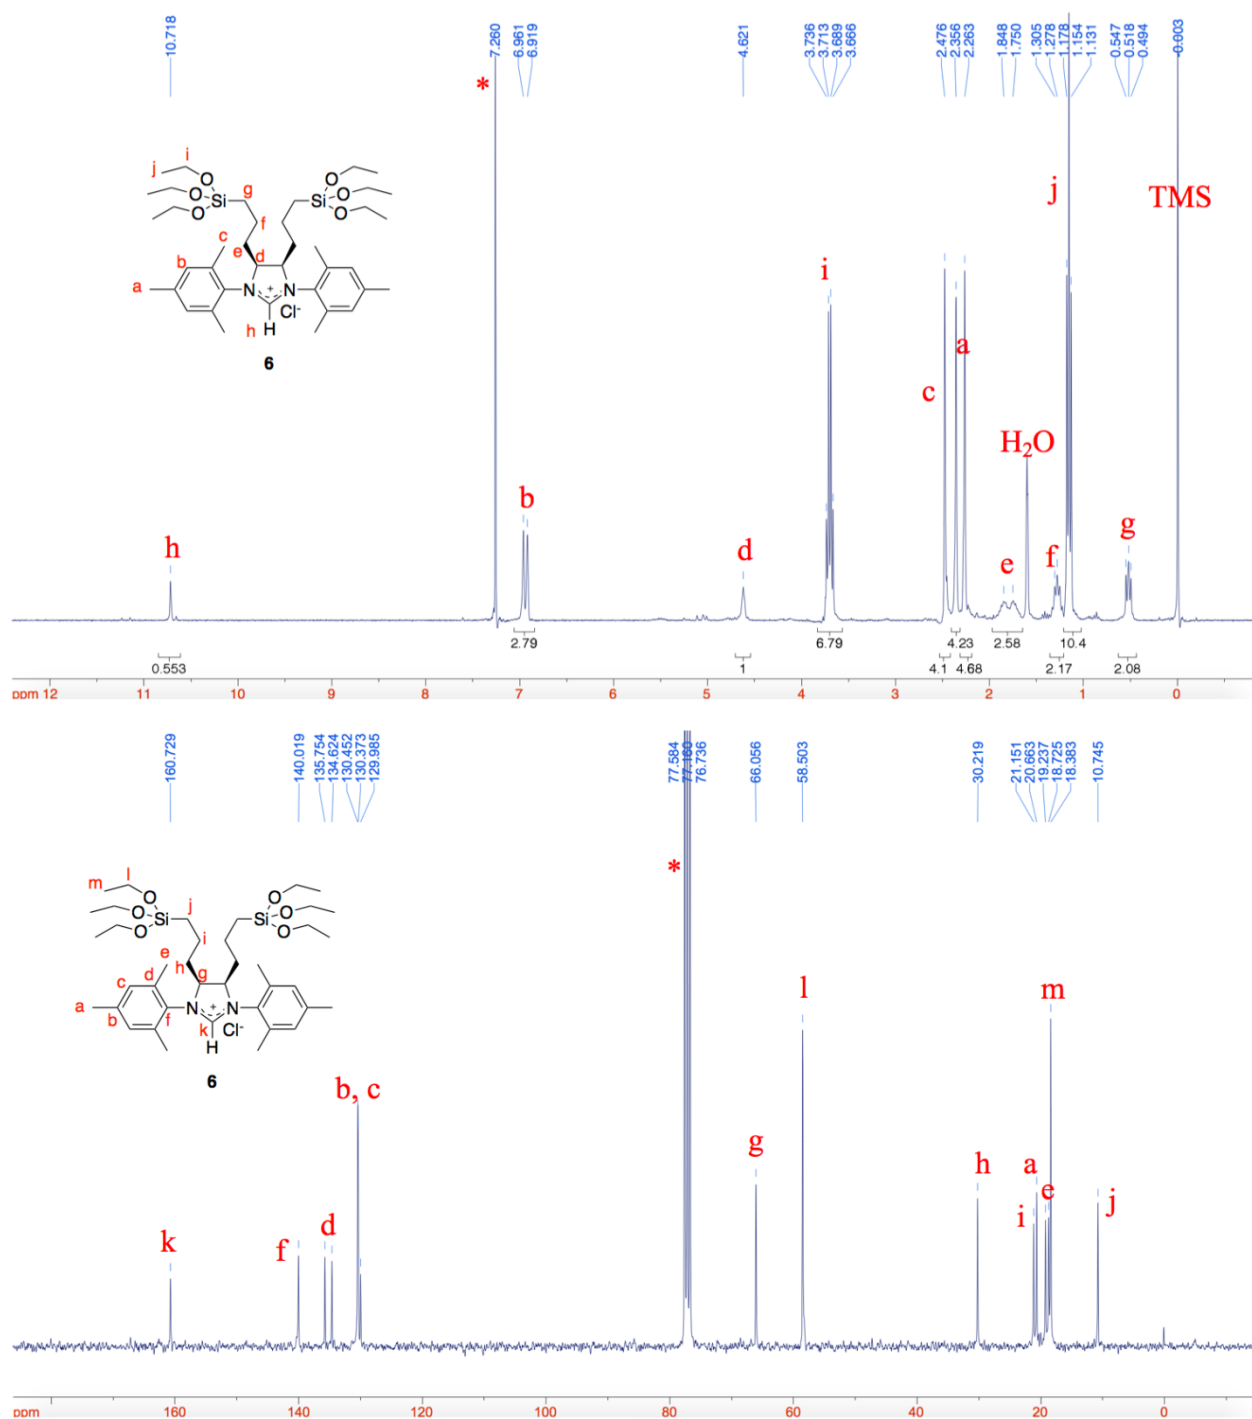 10.718
7.260
6.961
6.919
4.621
3.736
3.713
3.689
3.666
2.476
2.356
2.263
1.848
1.750
1.305
1.278
1.178
1.154
1.131
0.547
0.518
0.494
-0.003
*
i
j
O
O
O
Si
g
f
c
e
d
b
a
N
+
N
Cl-
h
H
Si
O
O
O
6
h
b
d
i
c
a
H2O
e
f
j
g
TMS
0.553
2.79
1
6.79
4.1
4.23
4.68
2.58
2.17
10.4
2.08
ppm 12 11 10 9 8 7 6 5 4 3 2 1 0
160.729
140.019
135.754
134.624
130.452
130.373
129.985
77.584
77.160
76.736
66.056
58.503
30.219
21.151
20.663
19.237
18.725
18.383
10.745
*
l
m
O
O
O
Si
j
i
e
h
g
d
c
a
b
f
N
+
N
k
Cl-
H
Si
O
O
O
6
k
f
d
b, c
g
l
h
i
a
e
m
j
ppm 160 140 120 100 80 60 40 20 0